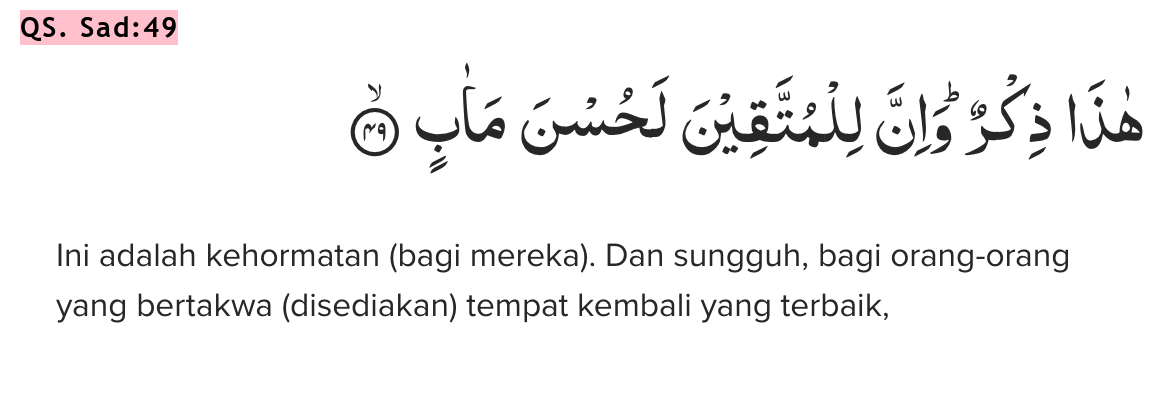 QS. Sad:49
هٰذَا ذِكْرٌ ۗوَاِنَّ لِلْمُتَّقِيْنَ لَحُسْنَ مَاٰبٍۙ ٤٩
Ini adalah kehormatan (bagi mereka). Dan sungguh, bagi orang-orang
yang bertakwa (disediakan) tempat kembali yang terbaik,